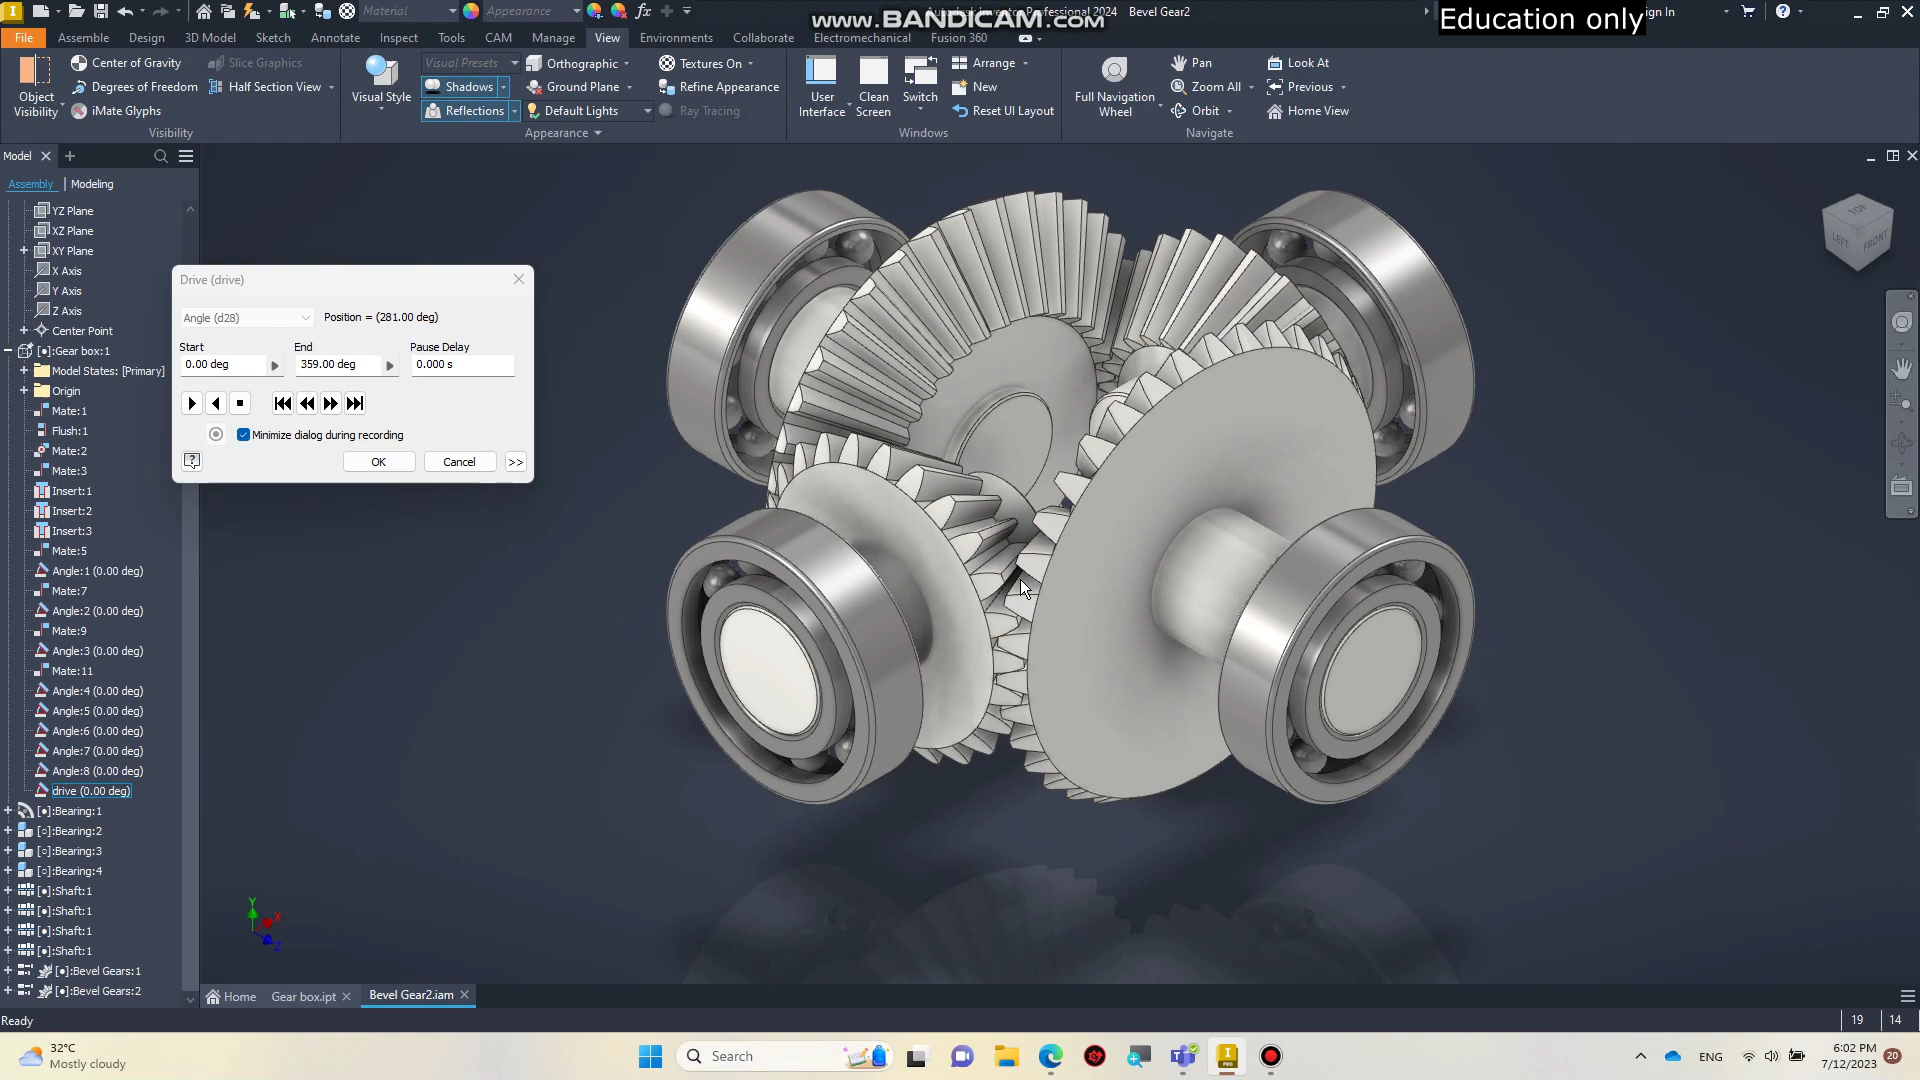 Material
Appearance
www.BANDICAM.com
Professional 2024 Bevel Gear2
Education only
Sign In
File Assemble Design 3D Model Sketch Annotate Inspect Tools CAM Manage View Environments Collaborate Electromechanical Fusion 360
Object Visibility
Center of Gravity
Degrees of Freedom
iMate Glyphs
Slice Graphics
Half Section View
Visibility
Visual Style
Visual Presets
Shadows
Reflections
Orthographic
Ground Plane
Default Lights
Textures On
Refine Appearance
Ray Tracing
Appearance
User Interface
Clean Screen
Switch
Arrange
New
Reset UI Layout
Windows
Full Navigation Wheel
Pan
Zoom All
Orbit
Look At
Previous
Home View
Navigate
Model
Assembly | Modeling
YZ Plane
XZ Plane
XY Plane
X Axis
Y Axis
Z Axis
Center Point
[●]:Gear box:1
Model States: [Primary]
Origin
Mate:1
Flush:1
Mate:2
Mate:3
Insert:1
Insert:2
Insert:3
Mate:5
Angle:1 (0.00 deg)
Mate:7
Angle:2 (0.00 deg)
Mate:9
Angle:3 (0.00 deg)
Mate:11
Angle:4 (0.00 deg)
Angle:5 (0.00 deg)
Angle:6 (0.00 deg)
Angle:7 (0.00 deg)
Angle:8 (0.00 deg)
drive (0.00 deg)
[●]:Bearing:1
[○]:Bearing:2
[○]:Bearing:3
[○]:Bearing:4
[●]:Shaft:1
[●]:Shaft:1
[●]:Shaft:1
[●]:Shaft:1
[●]:Bevel Gears:1
[●]:Bevel Gears:2
Drive (drive)
Angle (d28)
Position = (281.00 deg)
Start End Pause Delay
0.00 deg 359.00 deg 0.000 s
Minimize dialog during recording
OK Cancel >>
TOP
LEFT FRONT
Y
X
Z
Home Gear box.ipt Bevel Gear2.iam
Ready
19 14
32°C
Mostly cloudy
Search
ENG
6:02 PM
7/12/2023
20